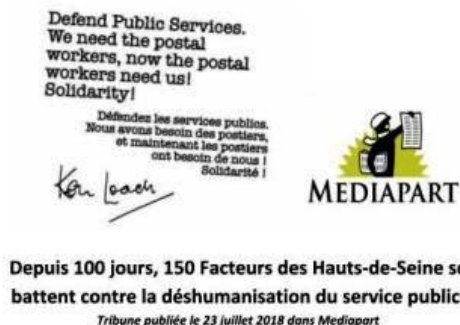 Defend Public Services.
We need the postal
workers, now the postal
workers need us!
Solidarity!
Défendez les services publics.
Nous avons besoin des postiers,
et maintenant les postiers
ont besoin de nous !
Solidarité !
Ken Loach
MEDIAPART
Depuis 100 jours, 150 Facteurs des Hauts-de-Seine se
battent contre la déshumanisation du service public
Tribune publiée le 23 juillet 2018 dans Mediapart